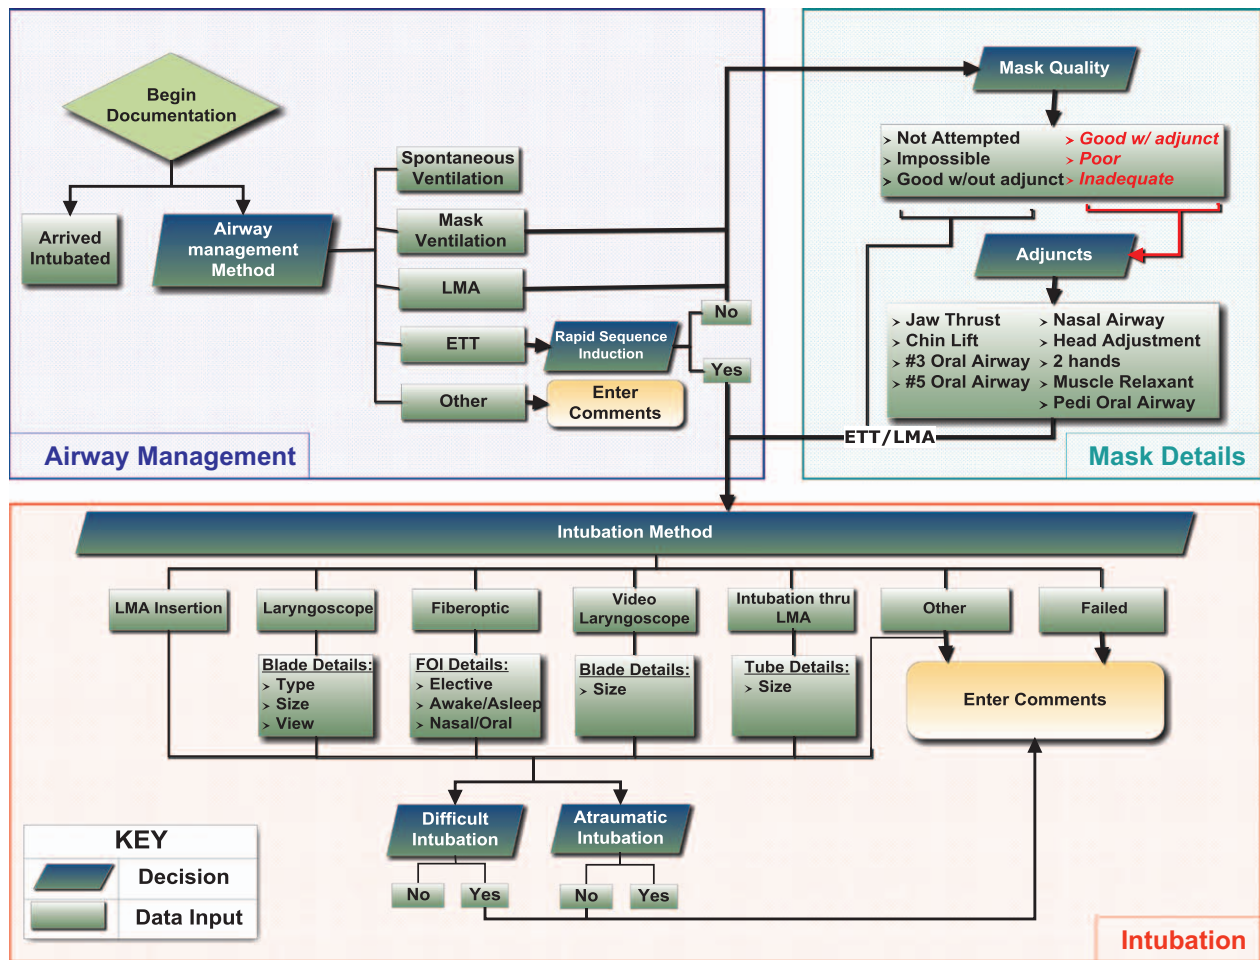 Begin
Documentation
Arrived
Intubated
Airway
management
Method
Spontaneous
Ventilation
Mask
Ventilation
LMA
ETT
Other
Rapid Sequence
Induction
No
Yes
Enter
Comments
Airway Management
Mask Quality
Not Attempted
Impossible
Good w/out adjunct
Good w/ adjunct
Poor
Inadequate
Adjuncts
Jaw Thrust
Chin Lift
#3 Oral Airway
#5 Oral Airway
Nasal Airway
Head Adjustment
2 hands
Muscle Relaxant
Pedi Oral Airway
ETT/LMA
Mask Details
Intubation Method
LMA Insertion
Laryngoscope
Fiberoptic
Video
Laryngoscope
Intubation thru
LMA
Other
Failed
Blade Details:
Type
Size
View
FOI Details:
Elective
Awake/Asleep
Nasal/Oral
Blade Details:
Size
Tube Details:
Size
Enter Comments
Difficult
Intubation
Atraumatic
Intubation
No
Yes
No
Yes
KEY
Decision
Data Input
Intubation